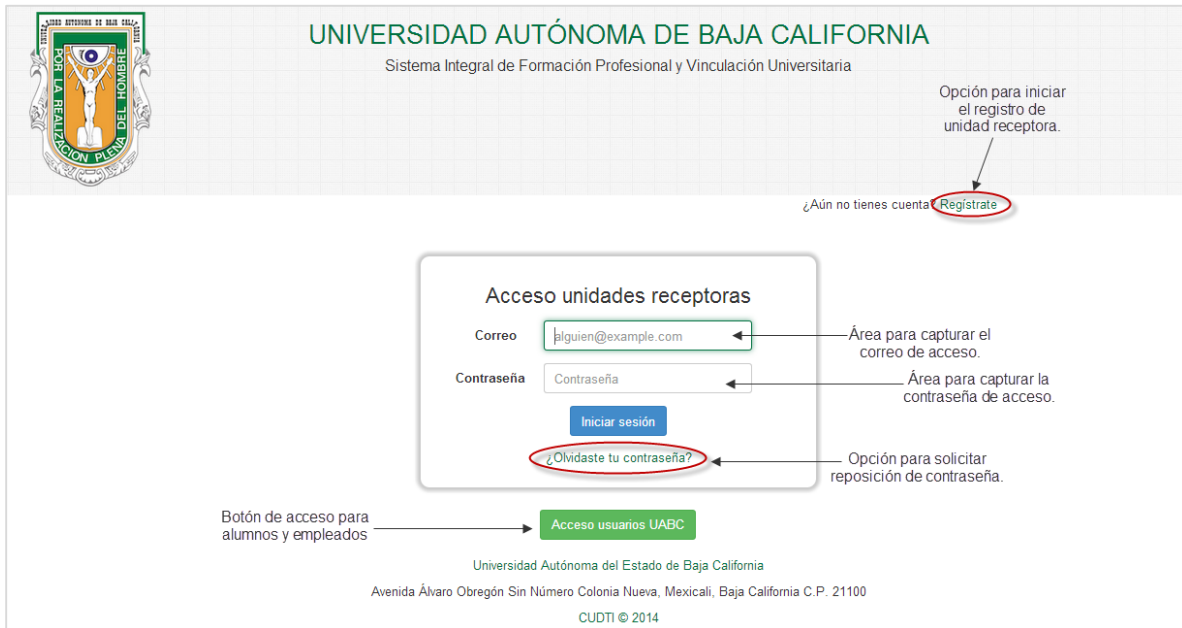 UNIVERSIDAD AUTÓNOMA DE BAJA CALIFORNIA
Sistema Integral de Formación Profesional y Vinculación Universitaria
POR LA REALIZACION PLENA DEL HOMBRE
Opción para iniciar
el registro de
unidad receptora.
¿Aún no tienes cuenta? Regístrate
Acceso unidades receptoras
Correo
alguien@example.com
Área para capturar el
correo de acceso.
Contraseña
Contraseña
Área para capturar la
contraseña de acceso.
Iniciar sesión
¿Olvidaste tu contraseña?
Opción para solicitar
reposición de contraseña.
Botón de acceso para
alumnos y empleados
Acceso usuarios UABC
Universidad Autónoma del Estado de Baja California
Avenida Álvaro Obregón Sin Número Colonia Nueva, Mexicali, Baja California C.P. 21100
CUDTI © 2014